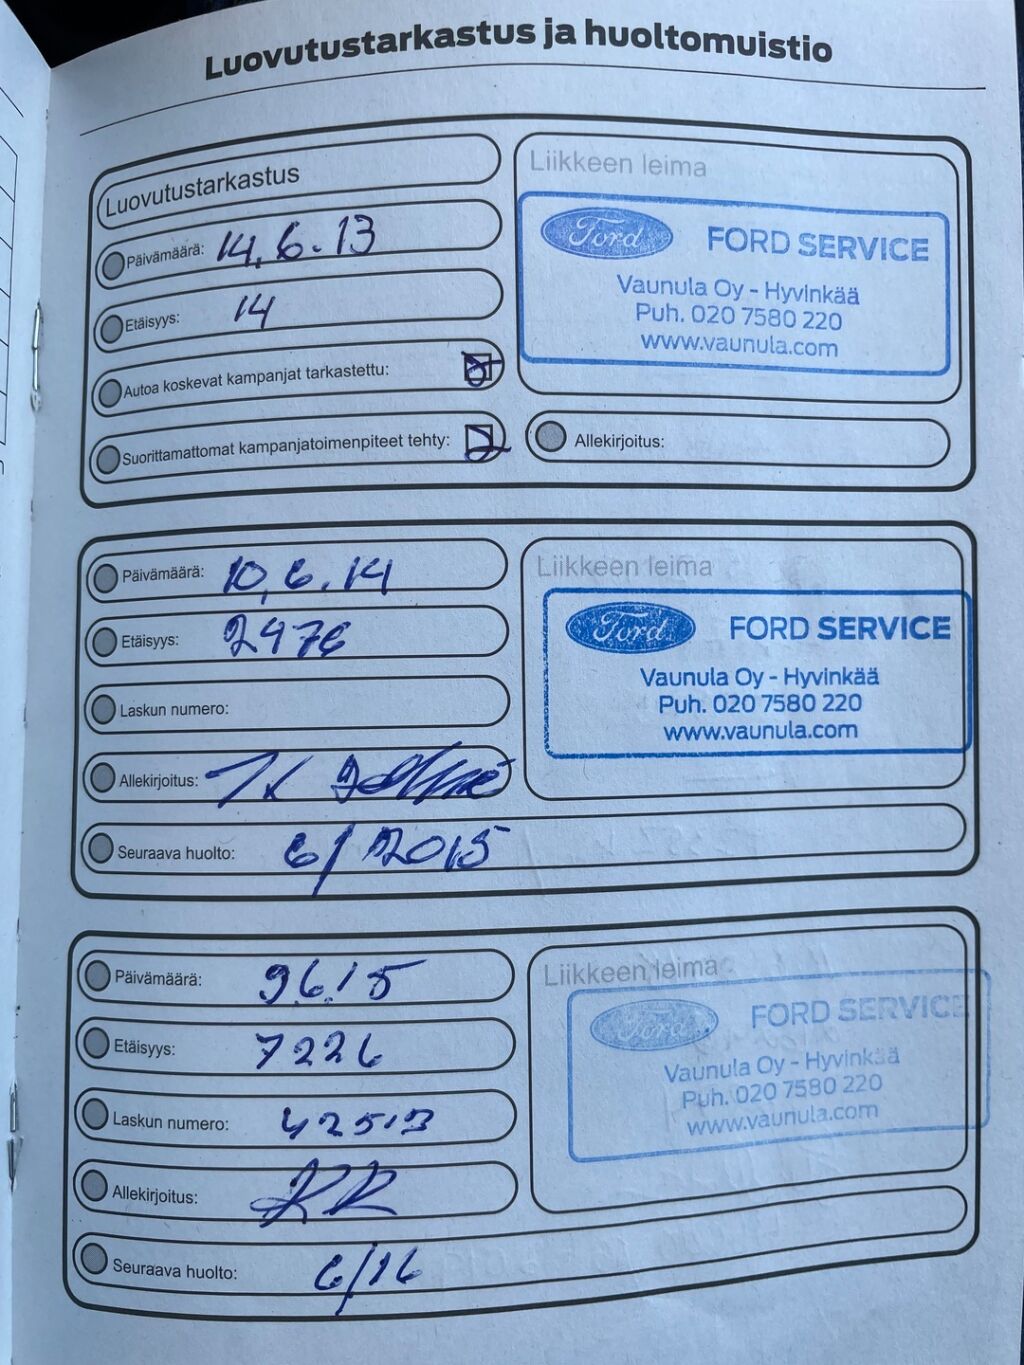 Luovutustarkastus ja huoltomuistio
Luovutustarkastus
Päivämäärä: 14.6.13
Etäisyys: 14
Autoa koskevat kampanjat tarkastettu:
Suorittamattomat kampanjatoimenpiteet tehty:
Liikkeen leima
Ford FORD SERVICE
Vaunula Oy - Hyvinkää
Puh. 020 7580 220
www.vaunula.com
Allekirjoitus:
Päivämäärä: 10.6.14
Etäisyys: 2476
Laskun numero:
Allekirjoitus:
Seuraava huolto: 6/2015
Liikkeen leima
Ford FORD SERVICE
Vaunula Oy - Hyvinkää
Puh. 020 7580 220
www.vaunula.com
Päivämäärä: 9.6.15
Etäisyys: 7226
Laskun numero: 42513
Allekirjoitus:
Seuraava huolto: 6/16
Liikkeen leima
Ford FORD SERVICE
Vaunula Oy - Hyvinkää
Puh. 020 7580 220
www.vaunula.com